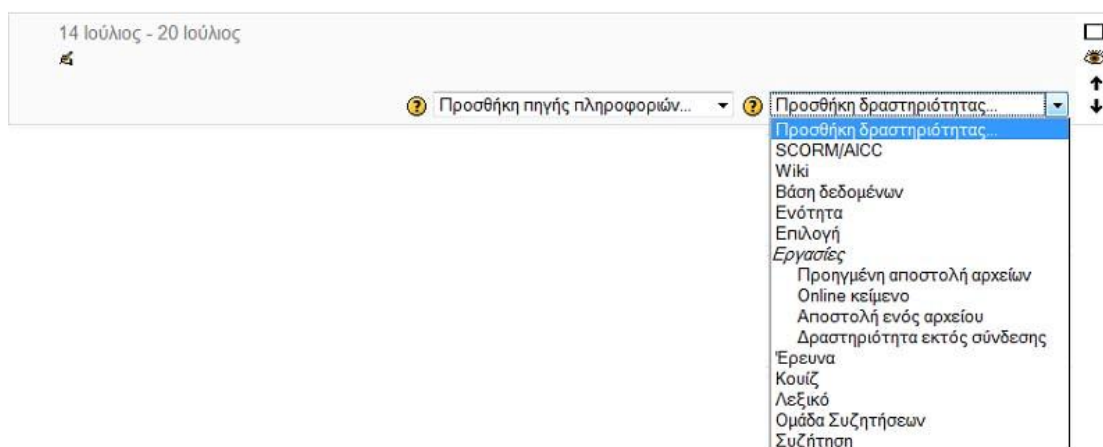 14 Ιούλιος - 20 Ιούλιος
Προσθήκη πηγής πληροφοριών... Προσθήκη δραστηριότητας...
Προσθήκη δραστηριότητας...
SCORM/AICC
Wiki
Βάση δεδομένων
Ενότητα
Επιλογή
Εργασίες
Προηγμένη αποστολή αρχείων
Online κείμενο
Αποστολή ενός αρχείου
Δραστηριότητα εκτός σύνδεσης
Έρευνα
Κουίζ
Λεξικό
Ομάδα Συζητήσεων
Συζήτηση